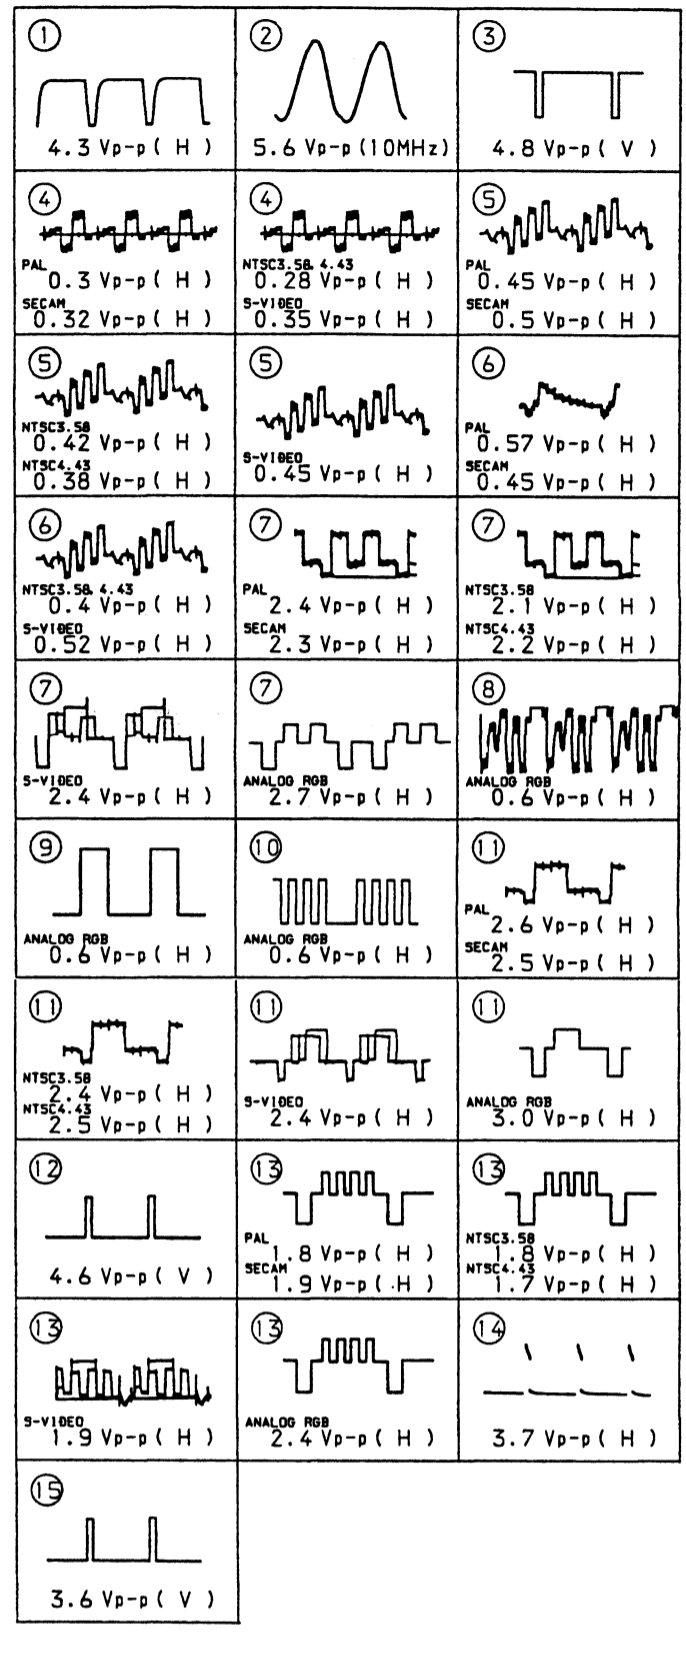 ①
4.3 Vp-p ( H )
②
5.6 Vp-p (10MHz)
③
4.8 Vp-p ( V )
④
PAL
0.3 Vp-p ( H )
SECAM
0.32 Vp-p ( H )
④
NTSC3.58, 4.43
0.28 Vp-p ( H )
S-VIDEO
0.35 Vp-p ( H )
⑤
PAL
0.45 Vp-p ( H )
SECAM
0.5 Vp-p ( H )
⑤
NTSC3.58
0.42 Vp-p ( H )
NTSC4.43
0.38 Vp-p ( H )
⑤
S-VIDEO
0.45 Vp-p ( H )
⑥
PAL
0.57 Vp-p ( H )
SECAM
0.45 Vp-p ( H )
⑥
NTSC3.58, 4.43
0.4 Vp-p ( H )
S-VIDEO
0.52 Vp-p ( H )
⑦
PAL
2.4 Vp-p ( H )
SECAM
2.3 Vp-p ( H )
⑦
NTSC3.58
2.1 Vp-p ( H )
NTSC4.43
2.2 Vp-p ( H )
⑦
S-VIDEO
2.4 Vp-p ( H )
⑦
ANALOG RGB
2.7 Vp-p ( H )
⑧
ANALOG RGB
0.6 Vp-p ( H )
⑨
ANALOG RGB
0.6 Vp-p ( H )
⑩
ANALOG RGB
0.6 Vp-p ( H )
⑪
PAL
2.6 Vp-p ( H )
SECAM
2.5 Vp-p ( H )
⑪
NTSC3.58
2.4 Vp-p ( H )
NTSC4.43
2.5 Vp-p ( H )
⑪
S-VIDEO
2.4 Vp-p ( H )
⑪
ANALOG RGB
3.0 Vp-p ( H )
⑫
4.6 Vp-p ( V )
⑬
PAL
1.8 Vp-p ( H )
SECAM
1.9 Vp-p ( H )
⑬
NTSC3.58
1.8 Vp-p ( H )
NTSC4.43
1.7 Vp-p ( H )
⑬
S-VIDEO
1.9 Vp-p ( H )
⑬
ANALOG RGB
2.4 Vp-p ( H )
⑭
3.7 Vp-p ( H )
⑮
3.6 Vp-p ( V )